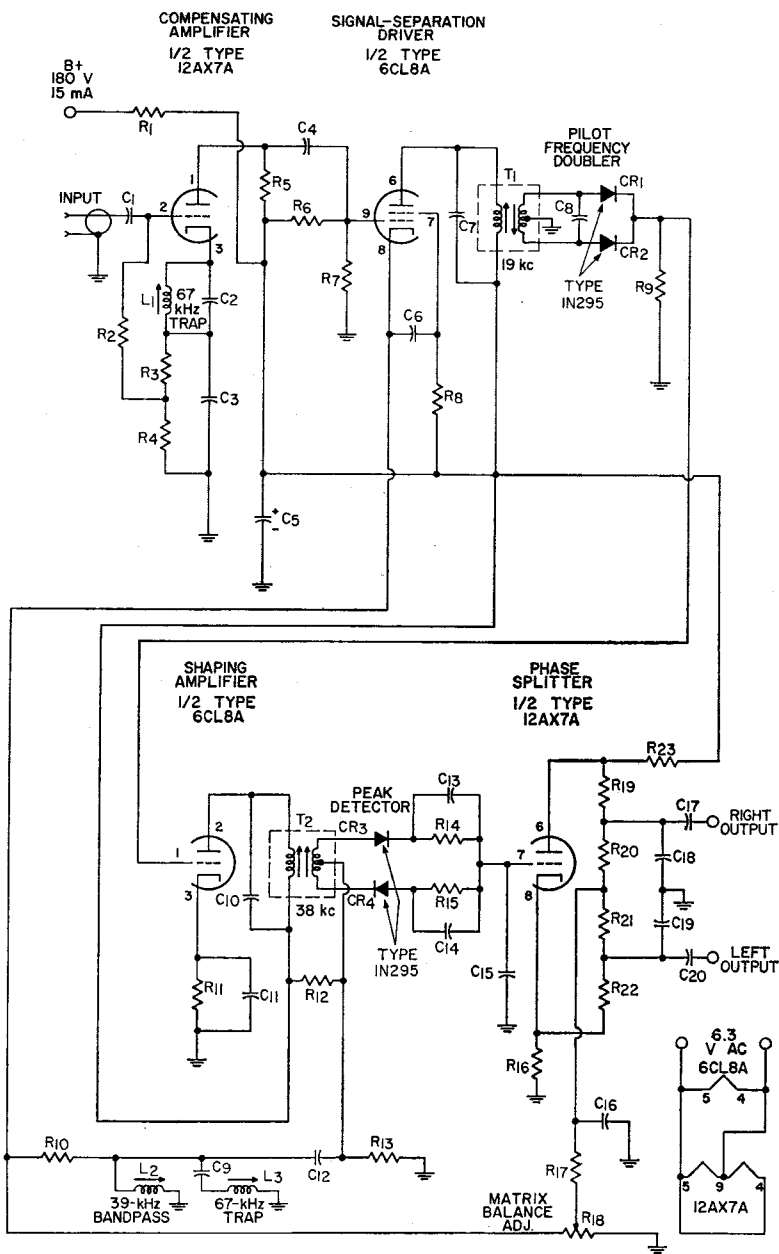 COMPENSATING
AMPLIFIER
1/2 TYPE
12AX7A
SIGNAL-SEPARATION
DRIVER
1/2 TYPE
6CL8A
B+
180 V
15 mA
R1
C4
PILOT
FREQUENCY
DOUBLER
1
6
T1
CR1
INPUT
C1
2
R5
R6
9
7
C7
C8
3
8
CR2
19 kc
TYPE
IN295
L1
67
kHz
TRAP
C2
R7
C6
R9
R2
R3
C3
R8
R4
+
-
C5
SHAPING
AMPLIFIER
1/2 TYPE
6CL8A
PHASE
SPLITTER
1/2 TYPE
12AX7A
R23
C13
PEAK
DETECTOR
R19
2
T2
CR3
R14
6
C17
RIGHT
OUTPUT
1
7
R20
C18
3
C10
CR4
R15
8
38 kc
C14
R21
C19
TYPE
IN295
C20
LEFT
OUTPUT
R11
C11
R12
C15
R22
R16
6.3
V AC
6CL8A
5
4
C16
R10
C12
R13
L2
C9
L3
39-kHz
BANDPASS
67-kHz
TRAP
R17
5
9
4
12AX7A
MATRIX
BALANCE
ADJ.
R18